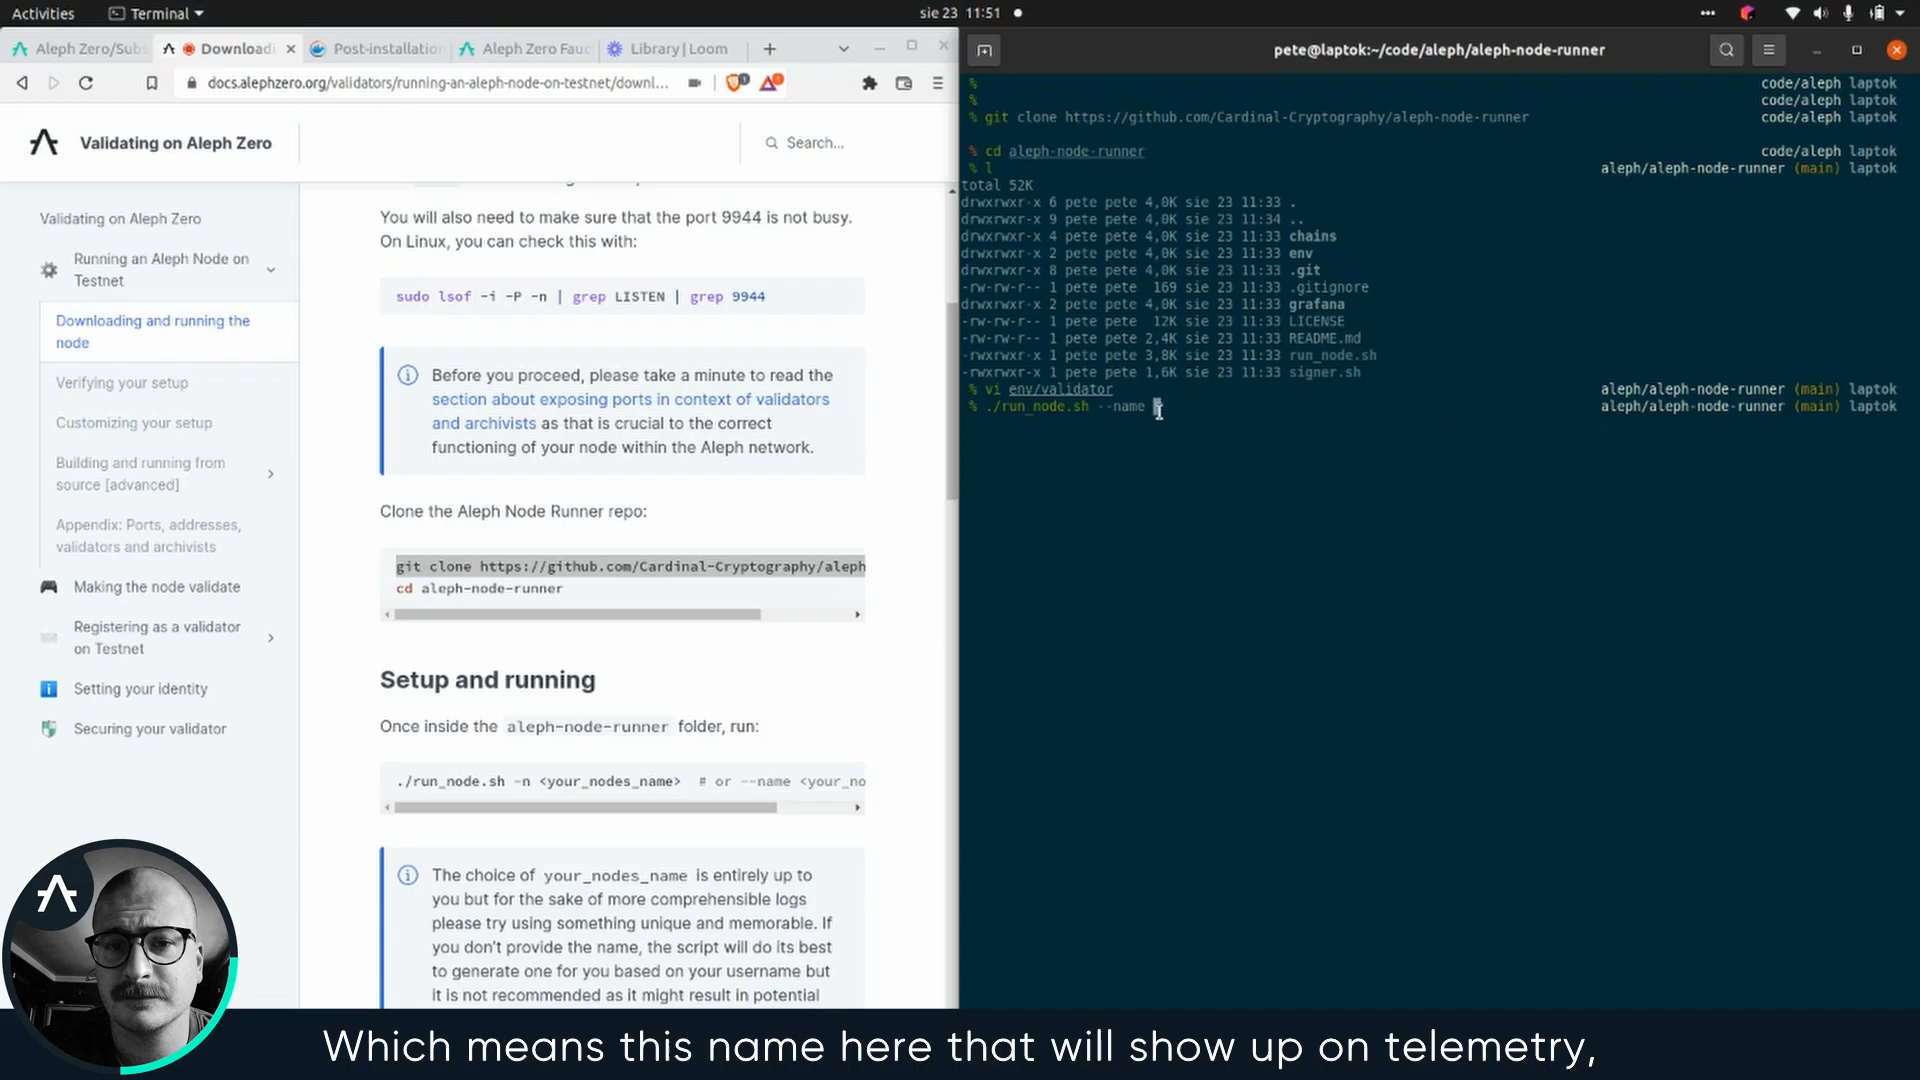 Activities
Terminal
sie 23 11:51
Aleph Zero/Subs
Downloadi
Post-installation
Aleph Zero Fauc
Library | Loom
docs.alephzero.org/validators/running-an-aleph-node-on-testnet/downl...
Validating on Aleph Zero
Search...
Validating on Aleph Zero
Running an Aleph Node on
Testnet
Downloading and running the
node
Verifying your setup
Customizing your setup
Building and running from
source [advanced]
Appendix: Ports, addresses,
validators and archivists
Making the node validate
Registering as a validator
on Testnet
Setting your identity
Securing your validator
You will also need to make sure that the port 9944 is not busy.
On Linux, you can check this with:
sudo lsof -i -P -n | grep LISTEN | grep 9944
Before you proceed, please take a minute to read the
section about exposing ports in context of validators
and archivists as that is crucial to the correct
functioning of your node within the Aleph network.
Clone the Aleph Node Runner repo:
git clone https://github.com/Cardinal-Cryptography/aleph
cd aleph-node-runner
Setup and running
Once inside the aleph-node-runner folder, run:
./run_node.sh -n <your_nodes_name> # or --name <your_no
The choice of your_nodes_name is entirely up to
you but for the sake of more comprehensible logs
please try using something unique and memorable. If
you don't provide the name, the script will do its best
to generate one for you based on your username but
it is not recommended as it might result in potential
pete@laptok:~/code/aleph/aleph-node-runner
% code/aleph laptok
% code/aleph laptok
% git clone https://github.com/Cardinal-Cryptography/aleph-node-runner code/aleph laptok
% cd aleph-node-runner code/aleph laptok
% l aleph/aleph-node-runner (main) laptok
total 52K
drwxrwxr-x 6 pete pete 4,0K sie 23 11:33 .
drwxrwxr-x 9 pete pete 4,0K sie 23 11:34 ..
drwxrwxr-x 4 pete pete 4,0K sie 23 11:33 chains
drwxrwxr-x 2 pete pete 4,0K sie 23 11:33 env
drwxrwxr-x 8 pete pete 4,0K sie 23 11:33 .git
-rw-rw-r-- 1 pete pete 169 sie 23 11:33 .gitignore
drwxrwxr-x 2 pete pete 4,0K sie 23 11:33 grafana
-rw-rw-r-- 1 pete pete 12K sie 23 11:33 LICENSE
-rw-rw-r-- 1 pete pete 2,4K sie 23 11:33 README.md
-rwxrwxr-x 1 pete pete 3,8K sie 23 11:33 run_node.sh
-rwxrwxr-x 1 pete pete 1,6K sie 23 11:33 signer.sh
% vi env/validator aleph/aleph-node-runner (main) laptok
% ./run_node.sh --name aleph/aleph-node-runner (main) laptok
Which means this name here that will show up on telemetry,